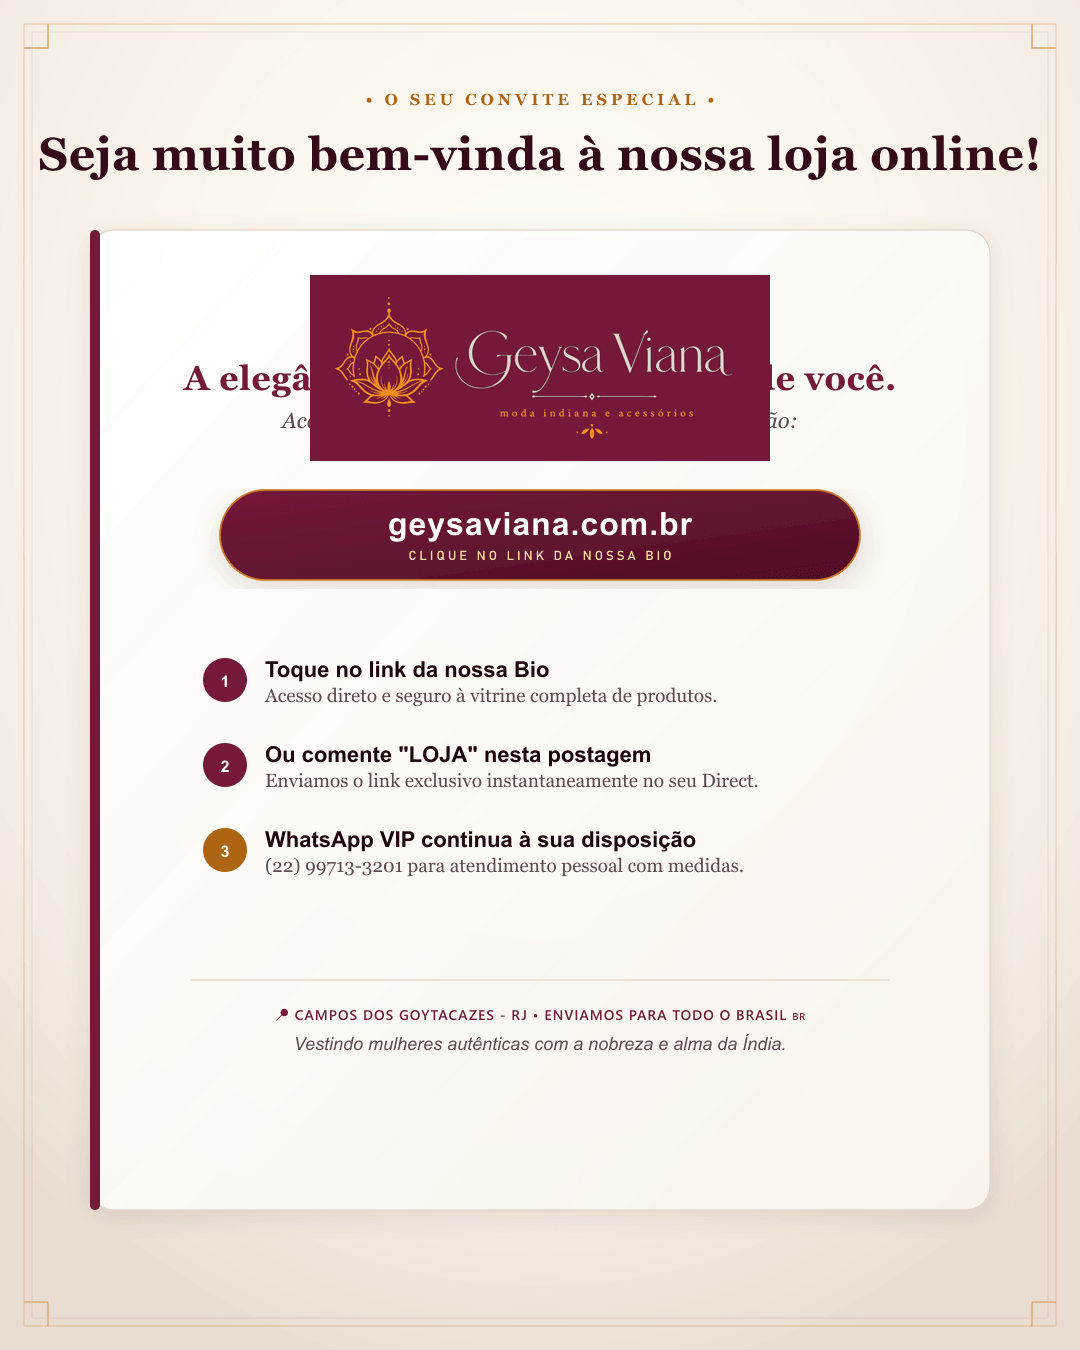 • O SEU CONVITE ESPECIAL •
Seja muito bem-vinda à nossa loja online!
Geysa Viana
moda indiana e acessórios
A de você.
geysaviana.com.br
CLIQUE NO LINK DA NOSSA BIO
1
Toque no link da nossa Bio
Acesso direto e seguro à vitrine completa de produtos.
2
Ou comente "LOJA" nesta postagem
Enviamos o link exclusivo instantaneamente no seu Direct.
3
WhatsApp VIP continua à sua disposição
(22) 99713-3201 para atendimento pessoal com medidas.
CAMPOS DOS GOYTACAZES - RJ • ENVIAMOS PARA TODO O BRASIL BR
Vestindo mulheres autênticas com a nobreza e alma da Índia.